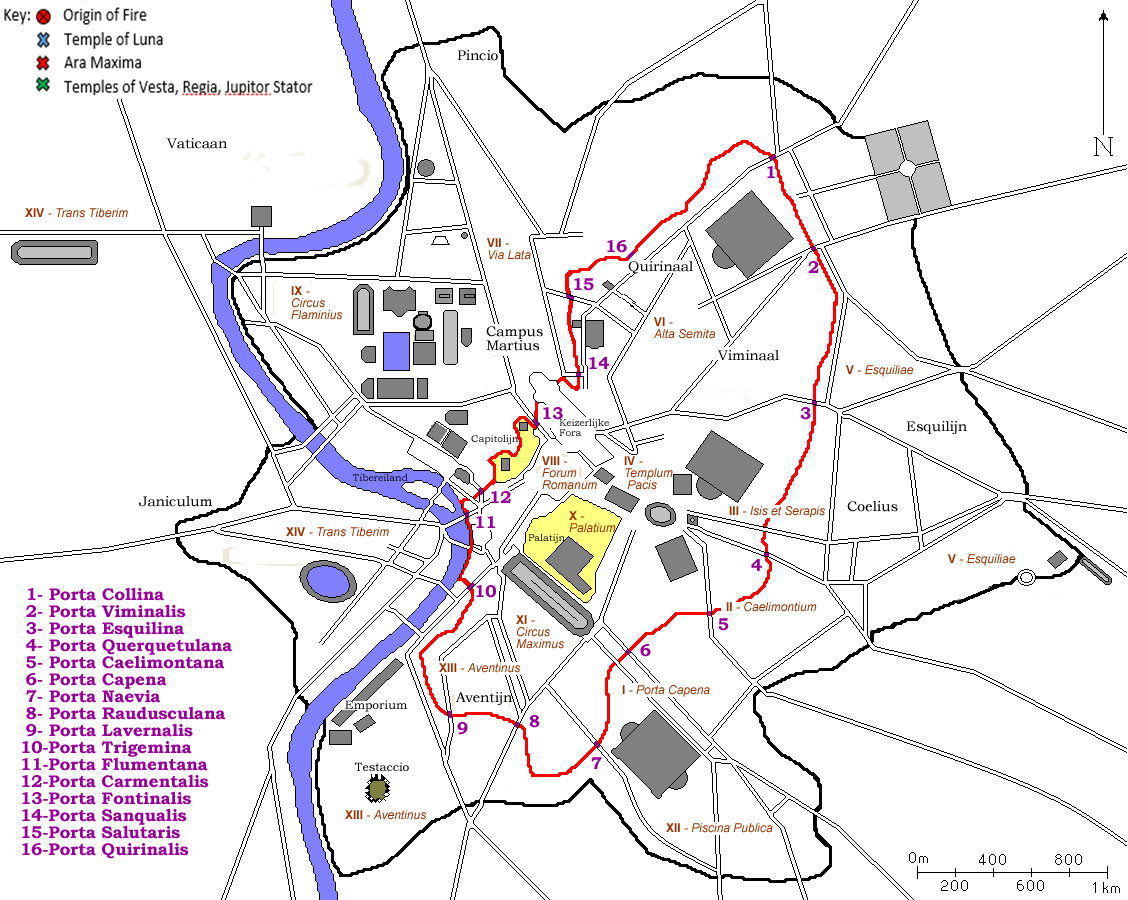 Key:
Origin of Fire
Temple of Luna
Ara Maxima
Temples of Vesta, Regia, Jupitor Stator
Pincio
N
Vaticaan
XIV - Trans Tiberim
VII -
Via Lata
1
2
16
Quirinaal
15
IX -
Circus
Flaminius
VI -
Alta Semita
Campus
Martius
Viminaal
14
V - Esquiliae
3
13
Keizerlijke
Fora
Esquilijn
Capitolijn
VIII -
Forum
Romanum
IV -
Templum
Pacis
Tibereiland
12
Janiculum
11
X -
Palatium
III - Isis et Serapis
Coelius
XIV - Trans Tiberim
Palatijn
4
V - Esquiliae
10
II - Caelimontium
5
XI -
Circus
Maximus
6
XIII - Aventinus
I - Porta Capena
Aventijn
Emporium
9
8
7
Testaccio
XIII - Aventinus
XII - Piscina Publica
1- Porta Collina
2- Porta Viminalis
3- Porta Esquilina
4- Porta Querquetulana
5- Porta Caelimontana
6- Porta Capena
7- Porta Naevia
8- Porta Raudusculana
9- Porta Lavernalis
10-Porta Trigemina
11-Porta Flumentana
12-Porta Carmentalis
13-Porta Fontinalis
14-Porta Sanqualis
15-Porta Salutaris
16-Porta Quirinalis
0m 400 800
200 600 1km